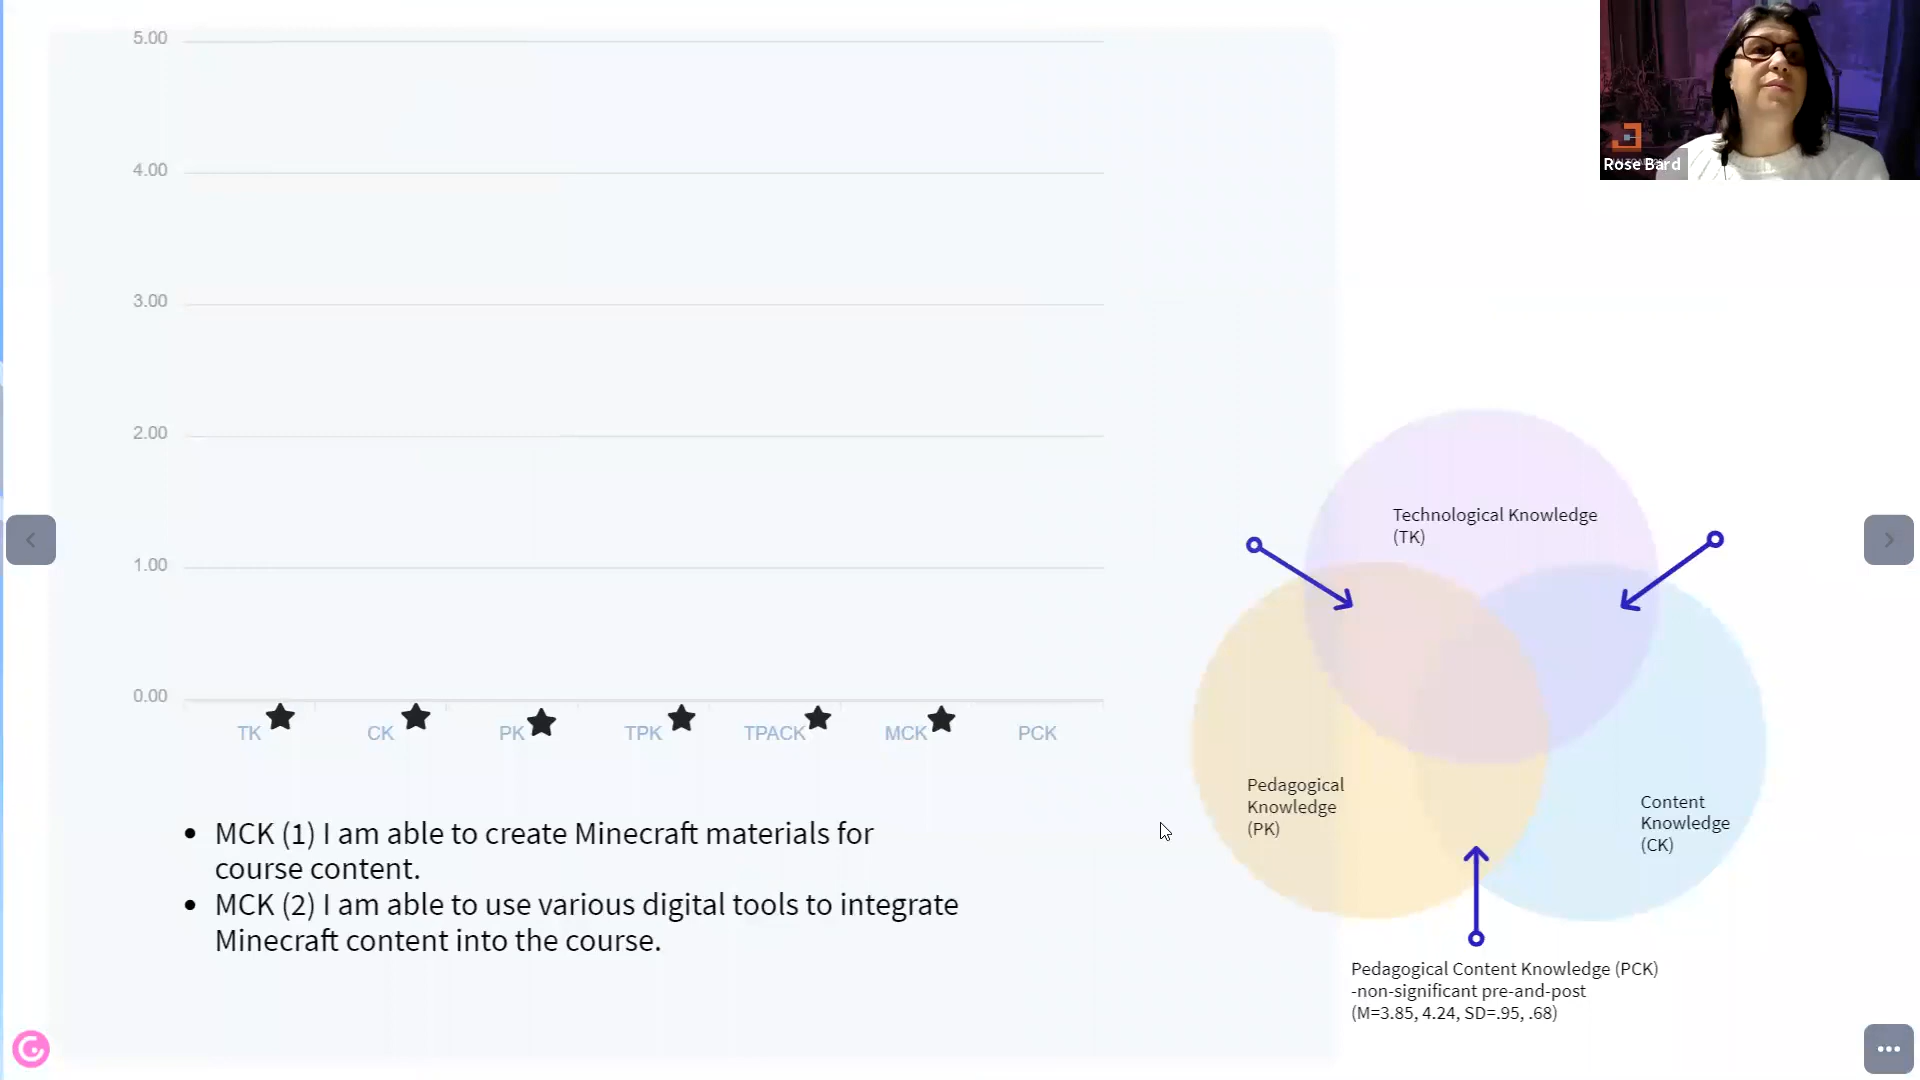 5.00
4.00
3.00
2.00
1.00
0.00
TK
CK
PK
TPK
TPACK
MCK
PCK
MCK (1) I am able to create Minecraft materials for
course content.
MCK (2) I am able to use various digital tools to integrate
Minecraft content into the course.
Rose Bard
Technological Knowledge
(TK)
Pedagogical
Knowledge
(PK)
Content
Knowledge
(CK)
Pedagogical Content Knowledge (PCK)
-non-significant pre-and-post
(M=3.85, 4.24, SD=.95, .68)